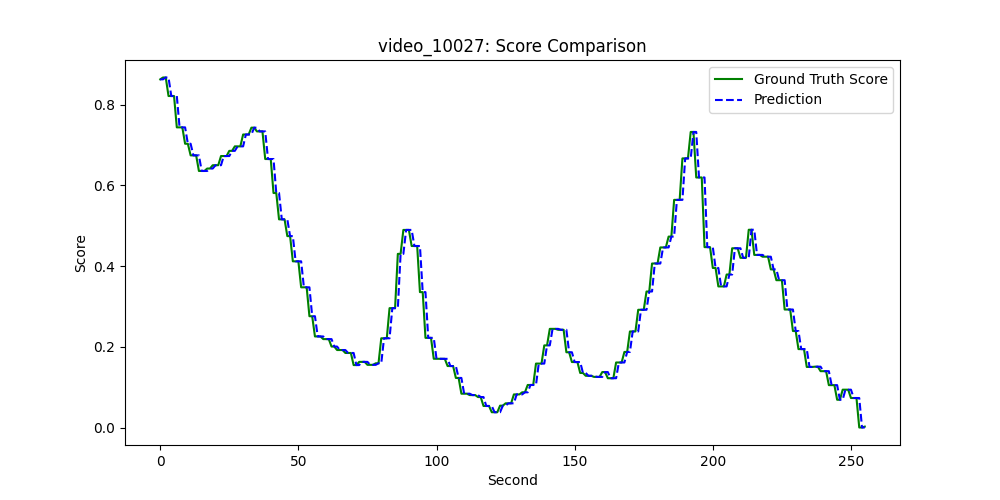 video_10027: Score Comparison
Ground Truth Score
Prediction
Score
0.8
0.6
0.4
0.2
0.0
0 50 100 150 200 250
Second